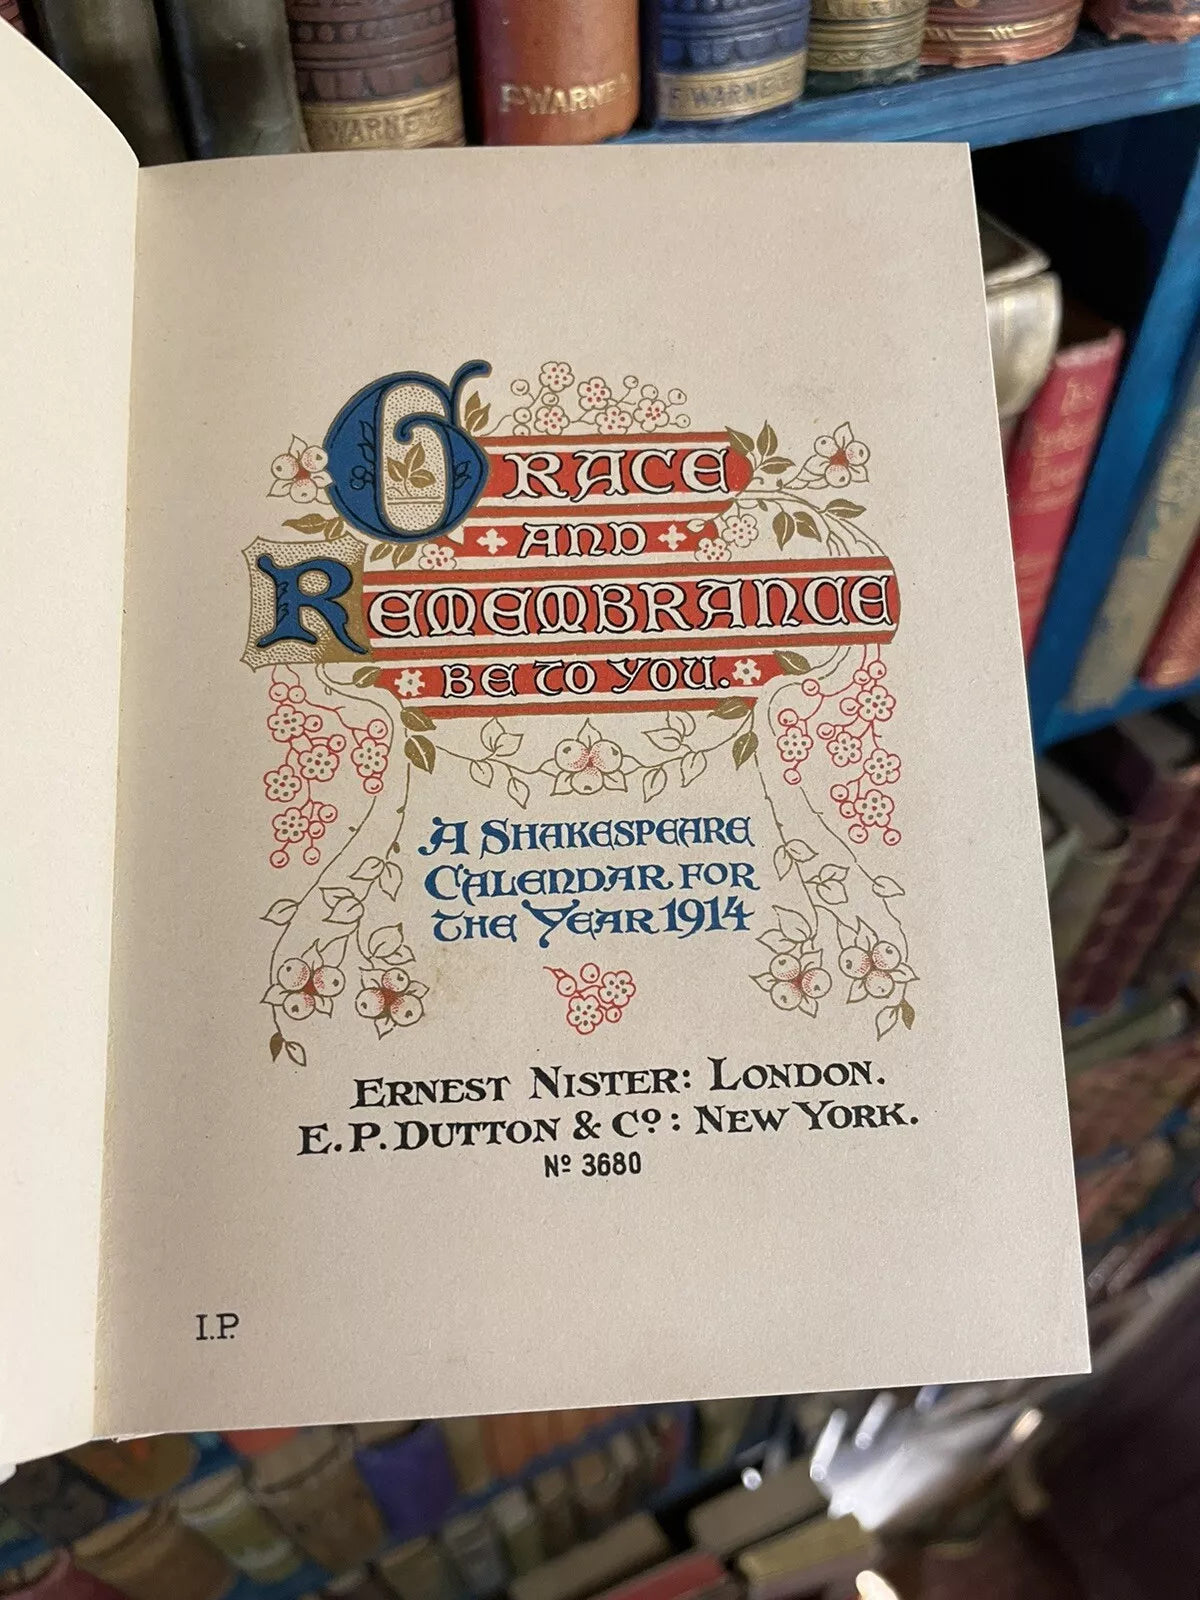 WARNE
F. WARNE &
F. WARNE
GRACE
AND
REMEMBRANCE
BE TO YOU.
A SHAKESPEARE
CALENDAR FOR
THE YEAR 1914
ERNEST NISTER: LONDON.
E. P. DUTTON & Cº: NEW YORK.
Nº 3680
I.P.